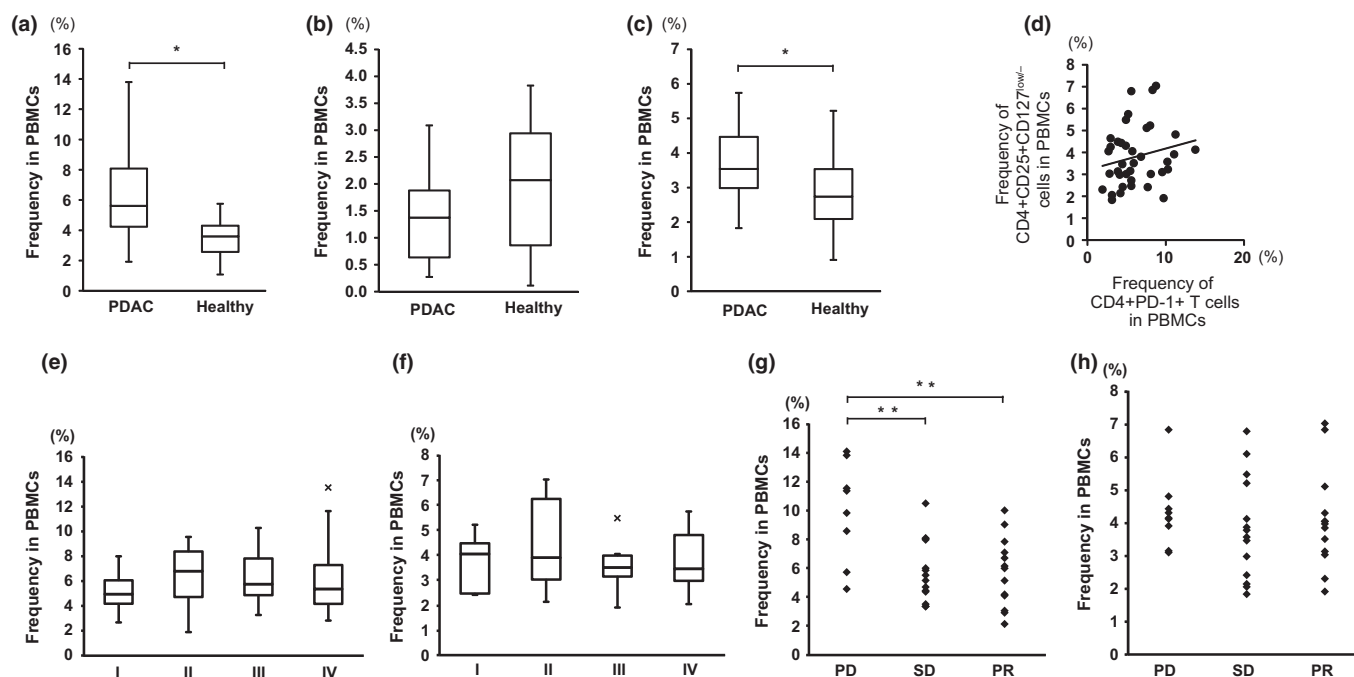 (a) (%)
Frequency in PBMCs
16
14
12
10
8
6
4
2
0
*
PDAC Healthy
(b) (%)
Frequency in PBMCs
4.5
4.0
3.5
3.0
2.5
2.0
1.5
1.0
0.5
0.0
PDAC Healthy
(c) (%)
Frequency in PBMCs
7
6
5
4
3
2
1
0
*
PDAC Healthy
(d)
(%)
Frequency of
CD4+CD25+CD127low/–
cells in PBMCs
8
7
6
5
4
3
2
1
0
0 10 20 (%)
Frequency of
CD4+PD-1+ T cells
in PBMCs
(e)
(%)
Frequency in PBMCs
16
14
12
10
8
6
4
2
0
×
I II III IV
(f)
(%)
Frequency in PBMCs
8
7
6
5
4
3
2
1
0
×
I II III IV
(g)
(%)
Frequency in PBMCs
16
14
12
10
8
6
4
2
0
* *
* *
PD SD PR
(h)
(%)
Frequency in PBMCs
8
7
6
5
4
3
2
1
0
PD SD PR